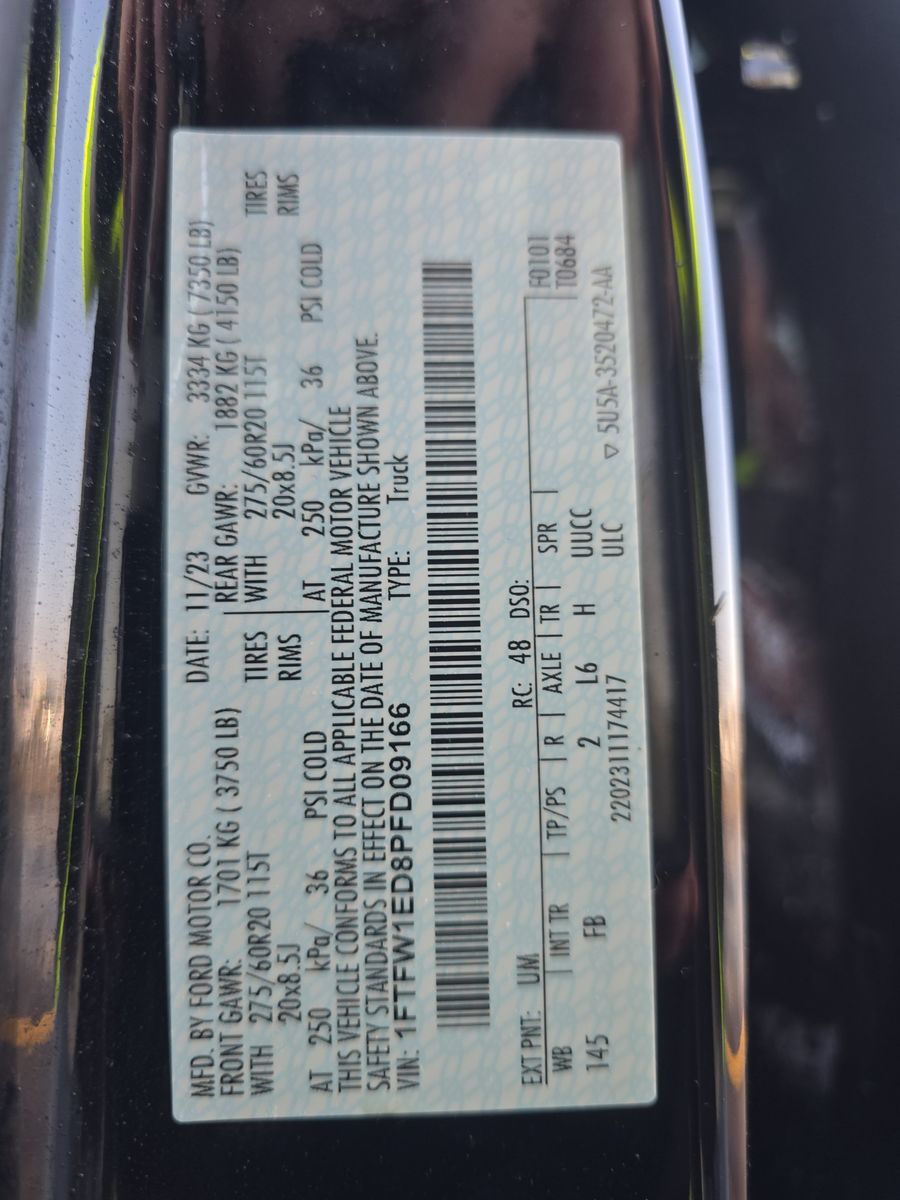 MFD. BY FORD MOTOR CO. DATE: 11/23 GVWR: 3334 KG ( 7350 LB)
FRONT GAWR: 1701 KG ( 3750 LB) REAR GAWR: 1882 KG ( 4150 LB)
WITH 275/60R20 115T TIRES WITH 275/60R20 115T TIRES
20x8.5J RIMS 20x8.5J RIMS
AT 250 kPa/ 36 PSI COLD AT 250 kPa/ 36 PSI COLD
THIS VEHICLE CONFORMS TO ALL APPLICABLE FEDERAL MOTOR VEHICLE
SAFETY STANDARDS IN EFFECT ON THE DATE OF MANUFACTURE SHOWN ABOVE.
VIN: 1FTFW1ED8PFD09166 TYPE: Truck
EXT PNT: UM RC: 48 DSO: F0101
WB | INT TR | TP/PS | R | AXLE | TR | SPR | T0684
145 FB 2 L6 H UUCC
2202311174417 ULC ▽ 5U5A-3520472-AA